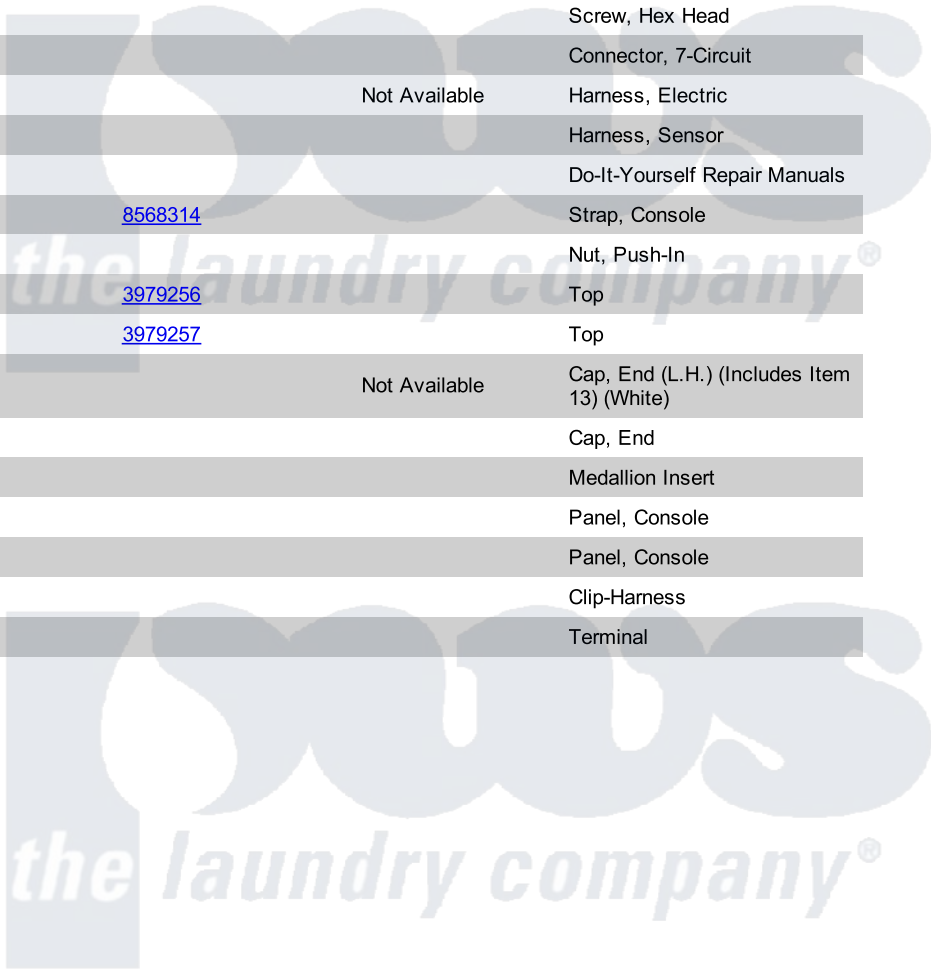 Screw, Hex Head
Connector, 7-Circuit
Not Available Harness, Electric
Harness, Sensor
Do-It-Yourself Repair Manuals
8568314 Strap, Console
Nut, Push-In
3979256 Top
3979257 Top
Not Available Cap, End (L.H.) (Includes Item
13) (White)
Cap, End
Medallion Insert
Panel, Console
Panel, Console
Clip-Harness
Terminal
pws
the laundry company®
pws
the laundry company®